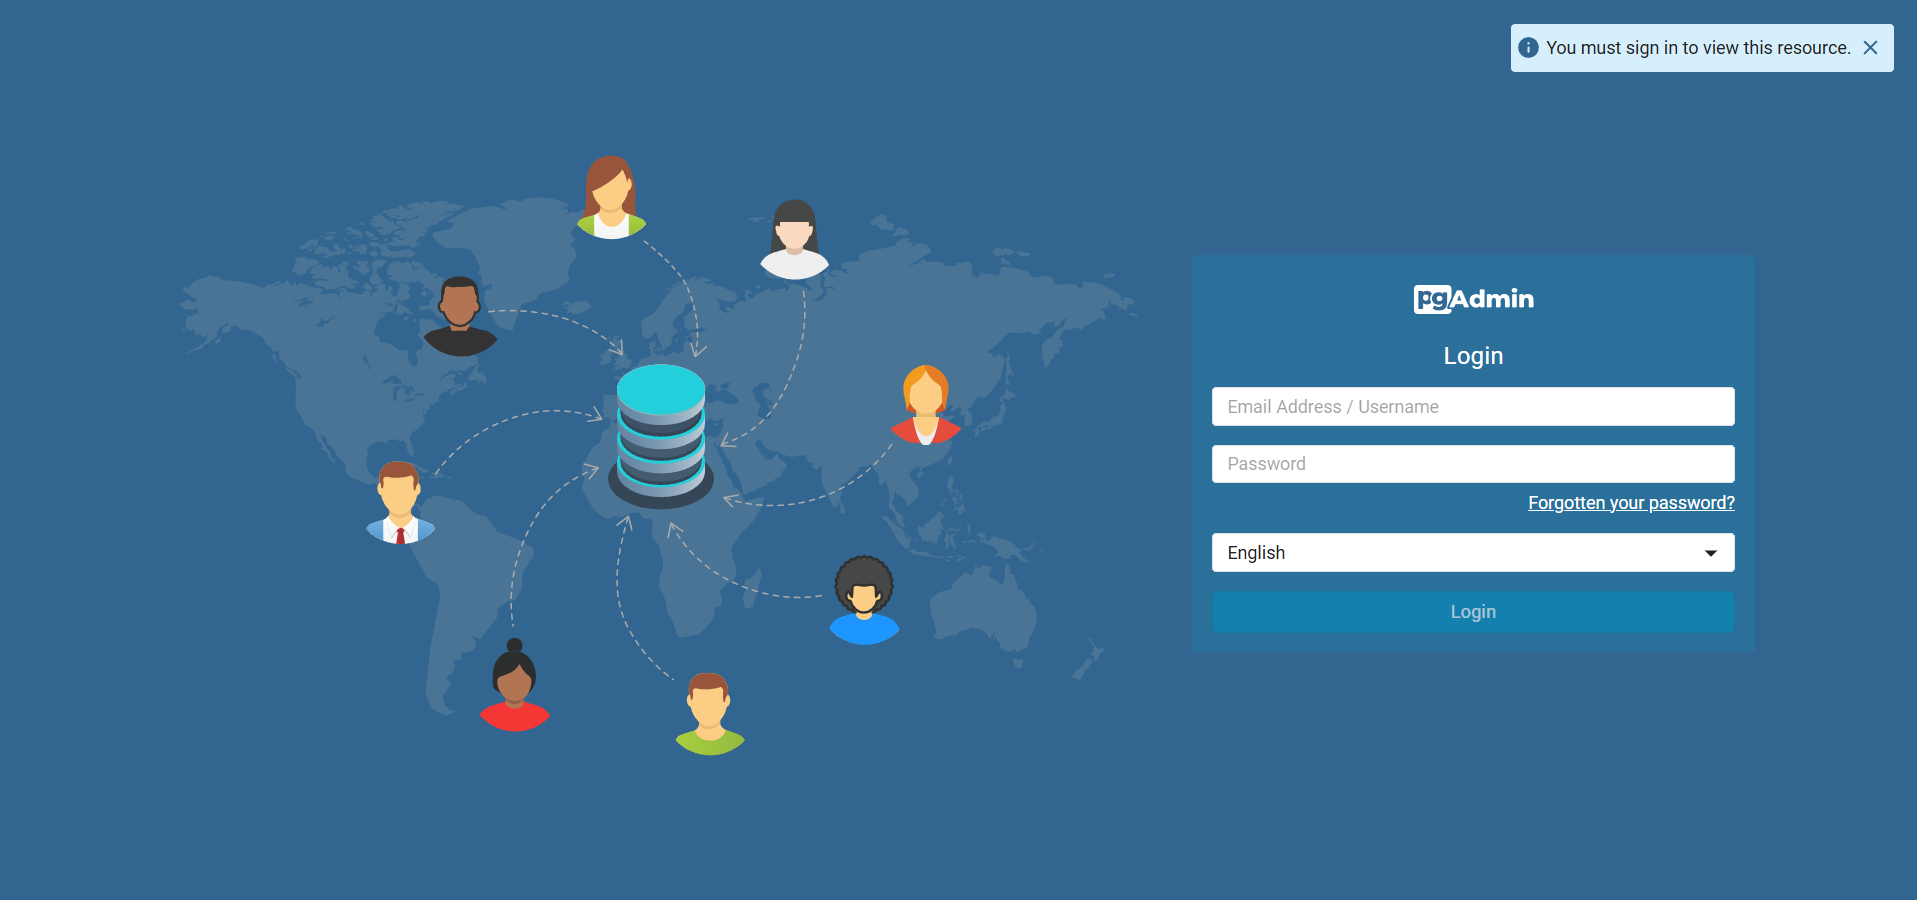 You must sign in to view this resource.
pgAdmin
Login
Email Address / Username
Password
Forgotten your password?
English
Login